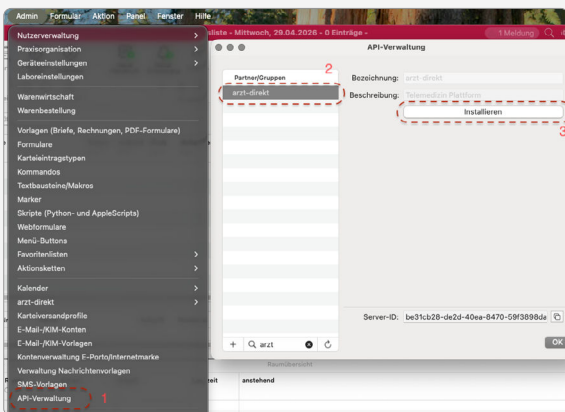 Admin Formular Aktion Panel Fenster Hilfe
Nutzerverwaltung
Praxisorganisation
Geräteeinstellungen
Laboreinstellungen
Warenwirtschaft
Warenbestellung
Vorlagen (Briefe, Rechnungen, PDF-Formulare)
Formulare
Karteieintragstypen
Kommandos
Textbausteine/Makros
Marker
Skripte (Python- und AppleScripts)
Webformulare
Menü-Buttons
Favoritenlisten
Aktionsketten
Kalender
arzt-direkt
Karteiversandprofile
E-Mail-/KIM-Konten
E-Mail-/KIM-Vorlagen
Kontenverwaltung E-Porto/Internetmarke
Verwaltung Nachrichtenvorlagen
SMS-Vorlagen
API-Verwaltung 1
sliste - Mittwoch, 29.04.2026 - 0 Einträge -
1 Meldung
API-Verwaltung
2
Partner/Gruppen
arzt-direkt
Bezeichnung: arzt-direkt
Beschreibung: Telemedizin Plattform
Installieren
3
Server-ID: be31cb28-de2d-40ea-8470-59f3898da
+ arzt
OK
Raumübersicht
zeit anstehend